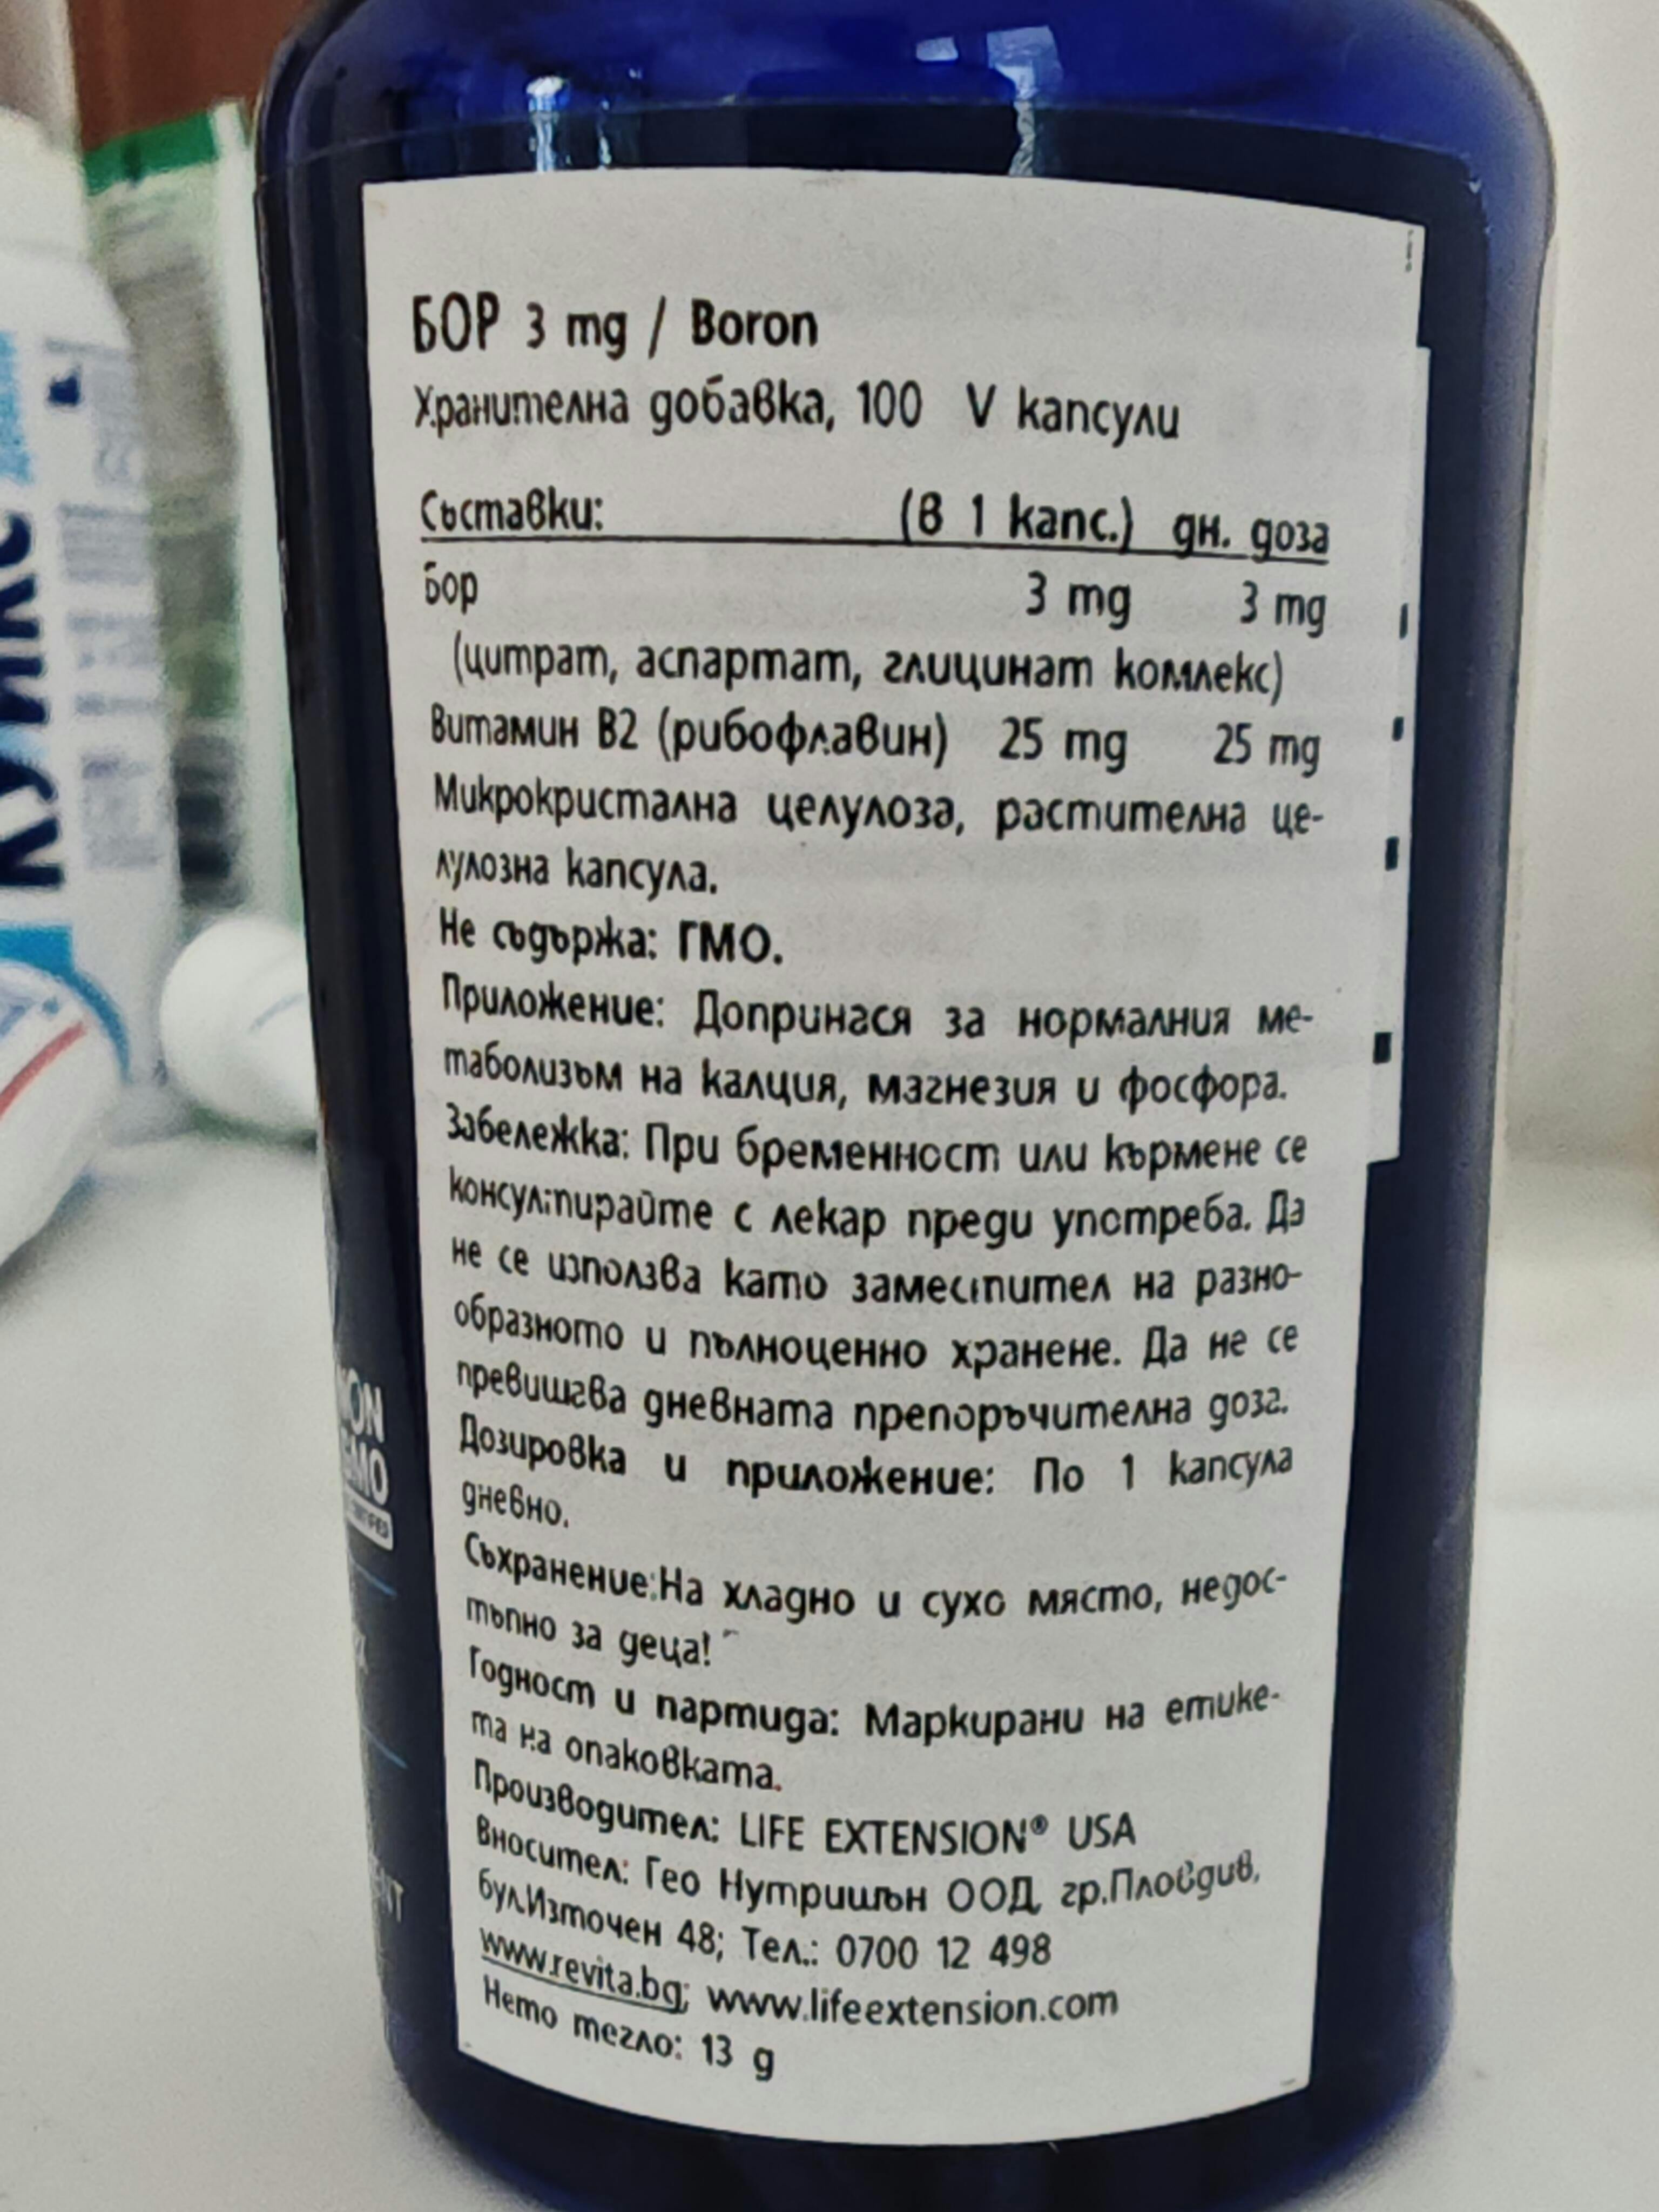 БОР 3 mg / Boron
Хранителна добавка, 100 V капсули
Съставки: (в 1 капс.) дн. доза
Бор 3 mg 3 mg
(цитрат, аспартат, глицинат комлекс)
Витамин B2 (рибофлавин) 25 mg 25 mg
Микрокристална целулоза, растителна це-
лулозна капсула.
Не съдържа: ГМО.
Приложение: Допринася за нормалния ме-
таболизъм на калция, магнезия и фосфора.
Забележка: При бременност или кърмене се
консултирайте с лекар преди употреба. Да
не се използва като заместител на разно-
образното и пълноценно хранене. Да не се
превишава дневната препоръчителна доза.
Дозировка и приложение: По 1 капсула
дневно.
Съхранение:На хладно и сухо място, недос-
тъпно за деца!
Годност и партида: Маркирани на етике-
та на опаковката.
Производител: LIFE EXTENSION® USA
Вносител: Гео Нутришън ООД, гр.Пловдив,
бул.Източен 48; Тел.: 0700 12 498
www.revita.bg; www.lifeextension.com
Нето тегло: 13 g
NON
GMO